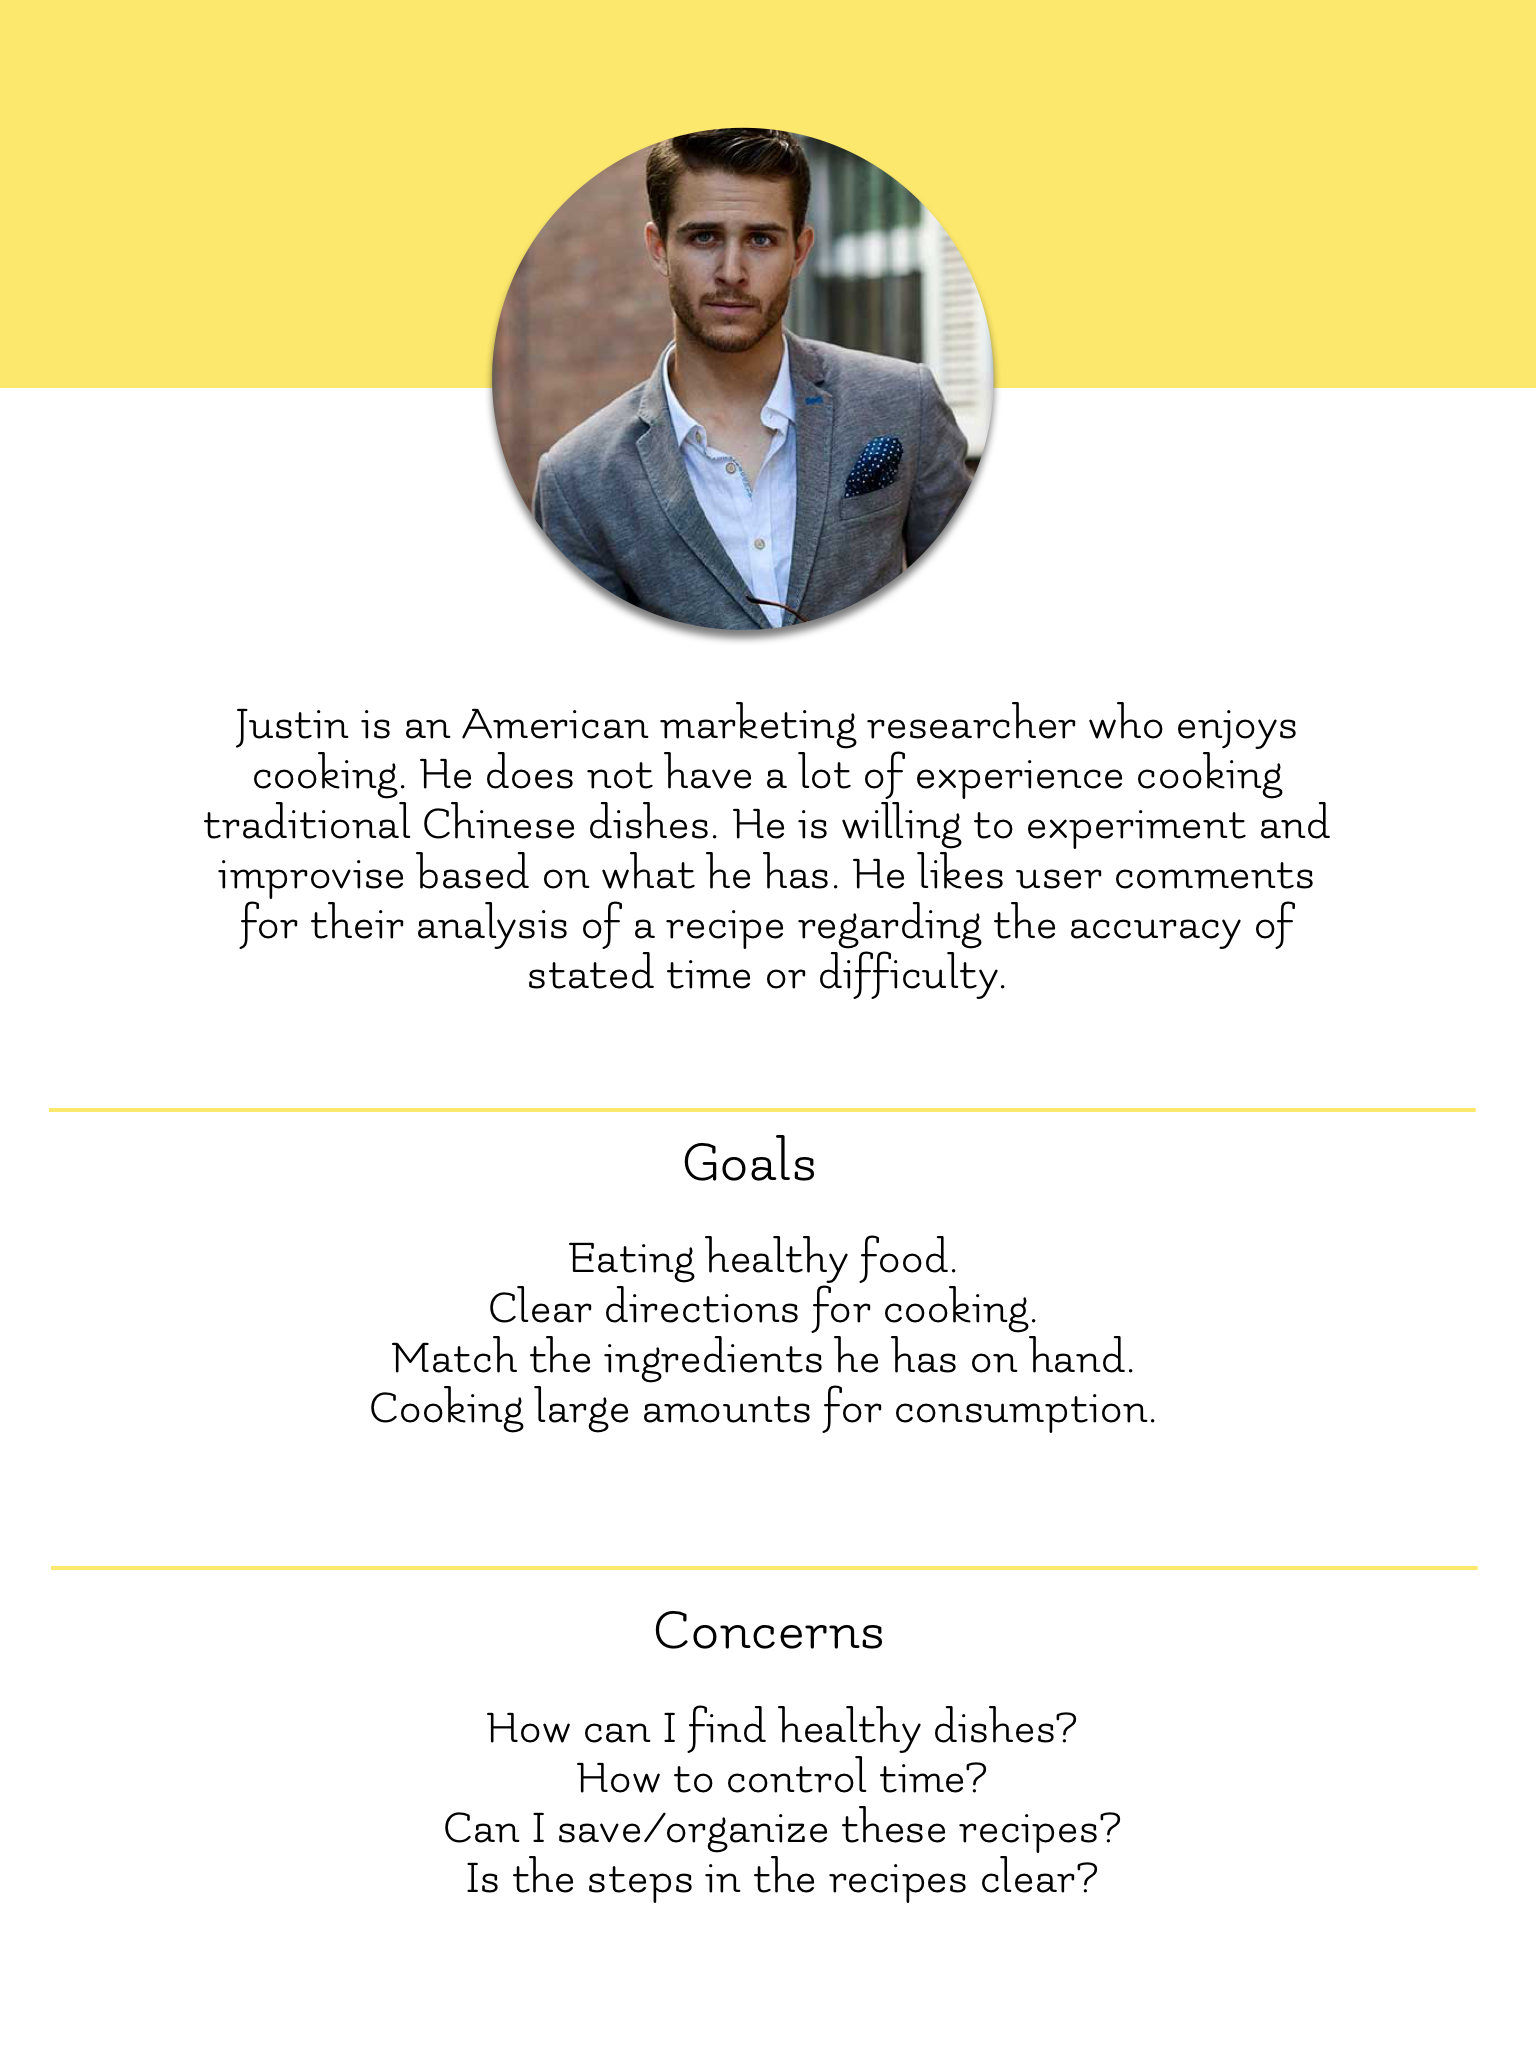 Justin is an American marketing researcher who enjoys
cooking. He does not have a lot of experience cooking
traditional Chinese dishes. He is willing to experiment and
improvise based on what he has. He likes user comments
for their analysis of a recipe regarding the accuracy of
stated time or difficulty.
Goals
Eating healthy food.
Clear directions for cooking.
Match the ingredients he has on hand.
Cooking large amounts for consumption.
Concerns
How can I find healthy dishes?
How to control time?
Can I save/organize these recipes?
Is the steps in the recipes clear?